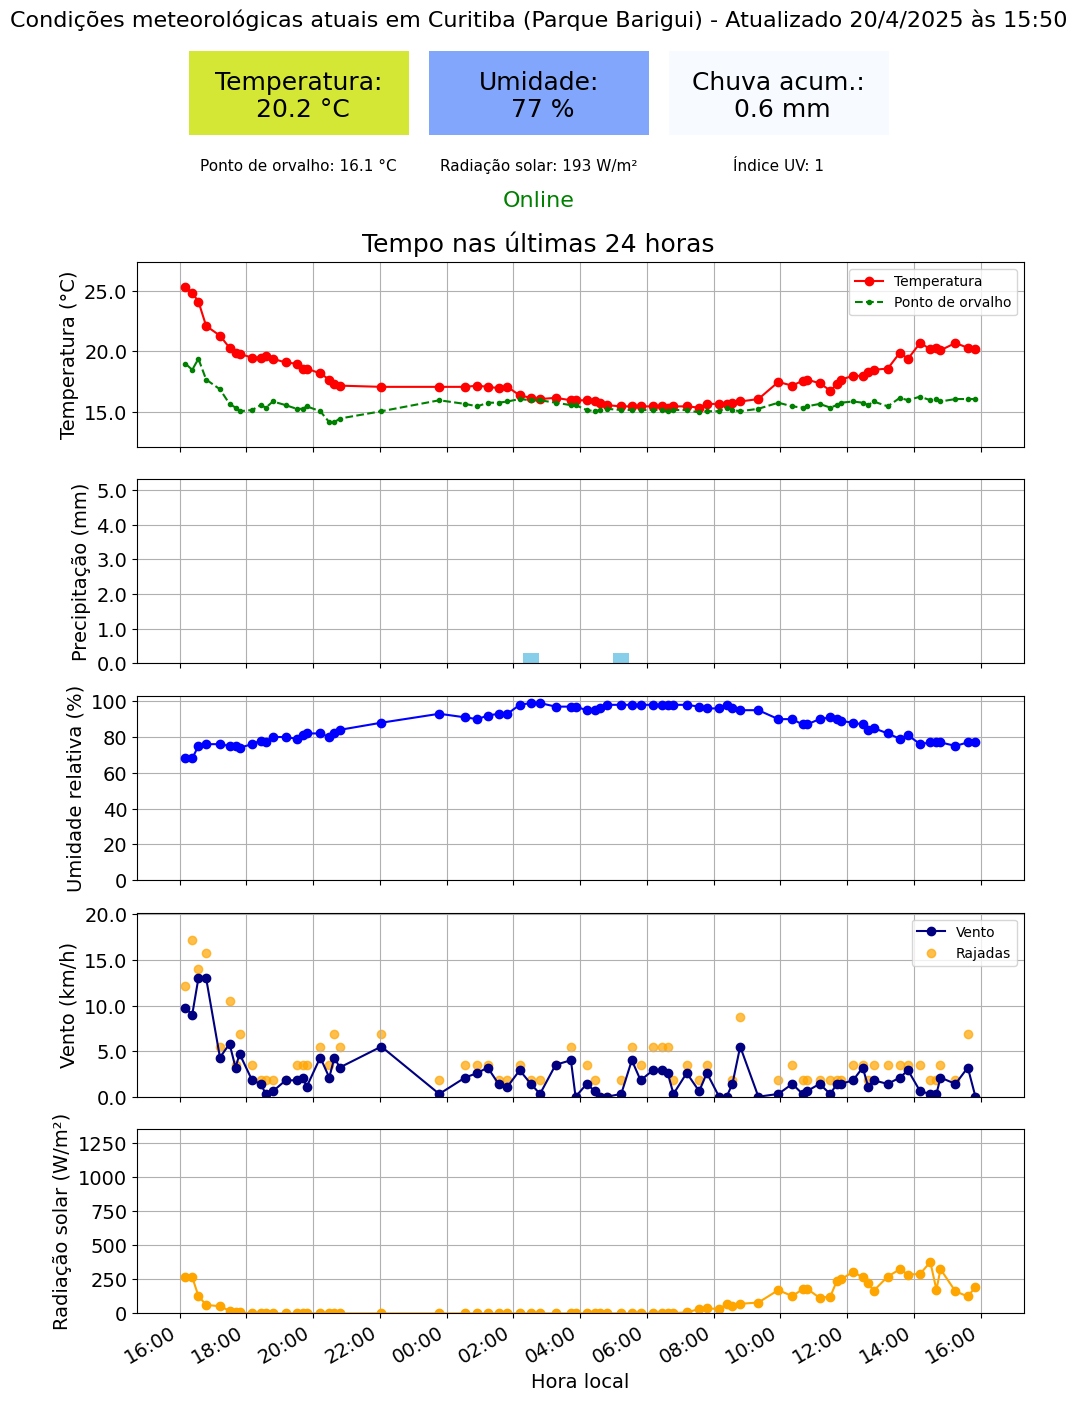 Condições meteorológicas atuais em Curitiba (Parque Barigui) - Atualizado 20/4/2025 às 15:50
Temperatura:
20.2 °C
Umidade:
77 %
Chuva acum.:
0.6 mm
Ponto de orvalho: 16.1 °C
Radiação solar: 193 W/m²
Índice UV: 1
Online
Tempo nas últimas 24 horas
Temperatura (°C)
25.0
20.0
15.0
Temperatura
Ponto de orvalho
Precipitação (mm)
5.0
4.0
3.0
2.0
1.0
0.0
Umidade relativa (%)
100
80
60
40
20
0
Vento (km/h)
20.0
15.0
10.0
5.0
0.0
Vento
Rajadas
Radiação solar (W/m²)
1250
1000
750
500
250
0
16:00
18:00
20:00
22:00
00:00
02:00
04:00
06:00
08:00
10:00
12:00
14:00
16:00
Hora local